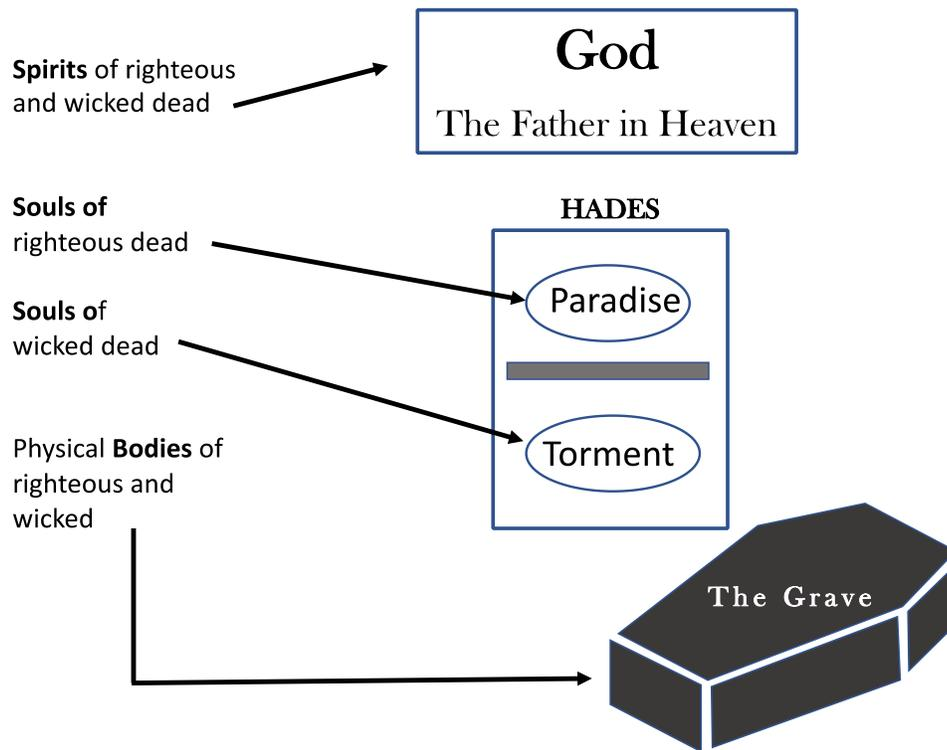 God
The Father in Heaven
Spirits of righteous
and wicked dead
HADES
Souls of
righteous dead
Paradise
Souls of
wicked dead
Torment
Physical Bodies of
righteous and
wicked
The Grave